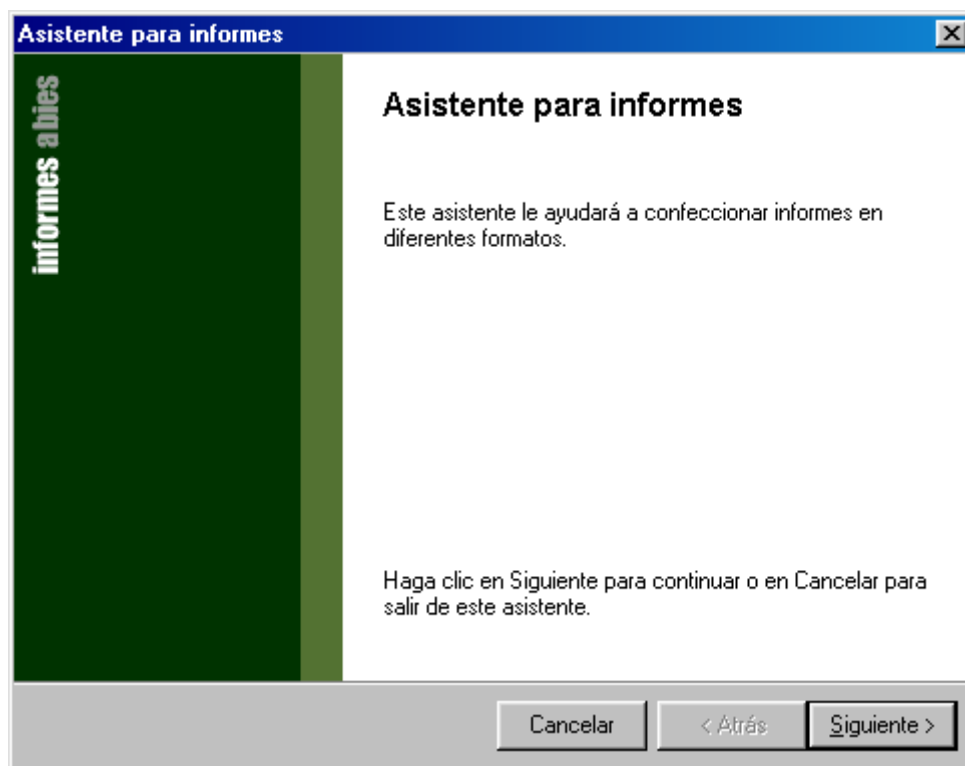 Asistente para informes
informes abies
Asistente para informes
Este asistente le ayudará a confeccionar informes en
diferentes formatos.
Haga clic en Siguiente para continuar o en Cancelar para
salir de este asistente.
Cancelar
< Atrás
Siguiente >